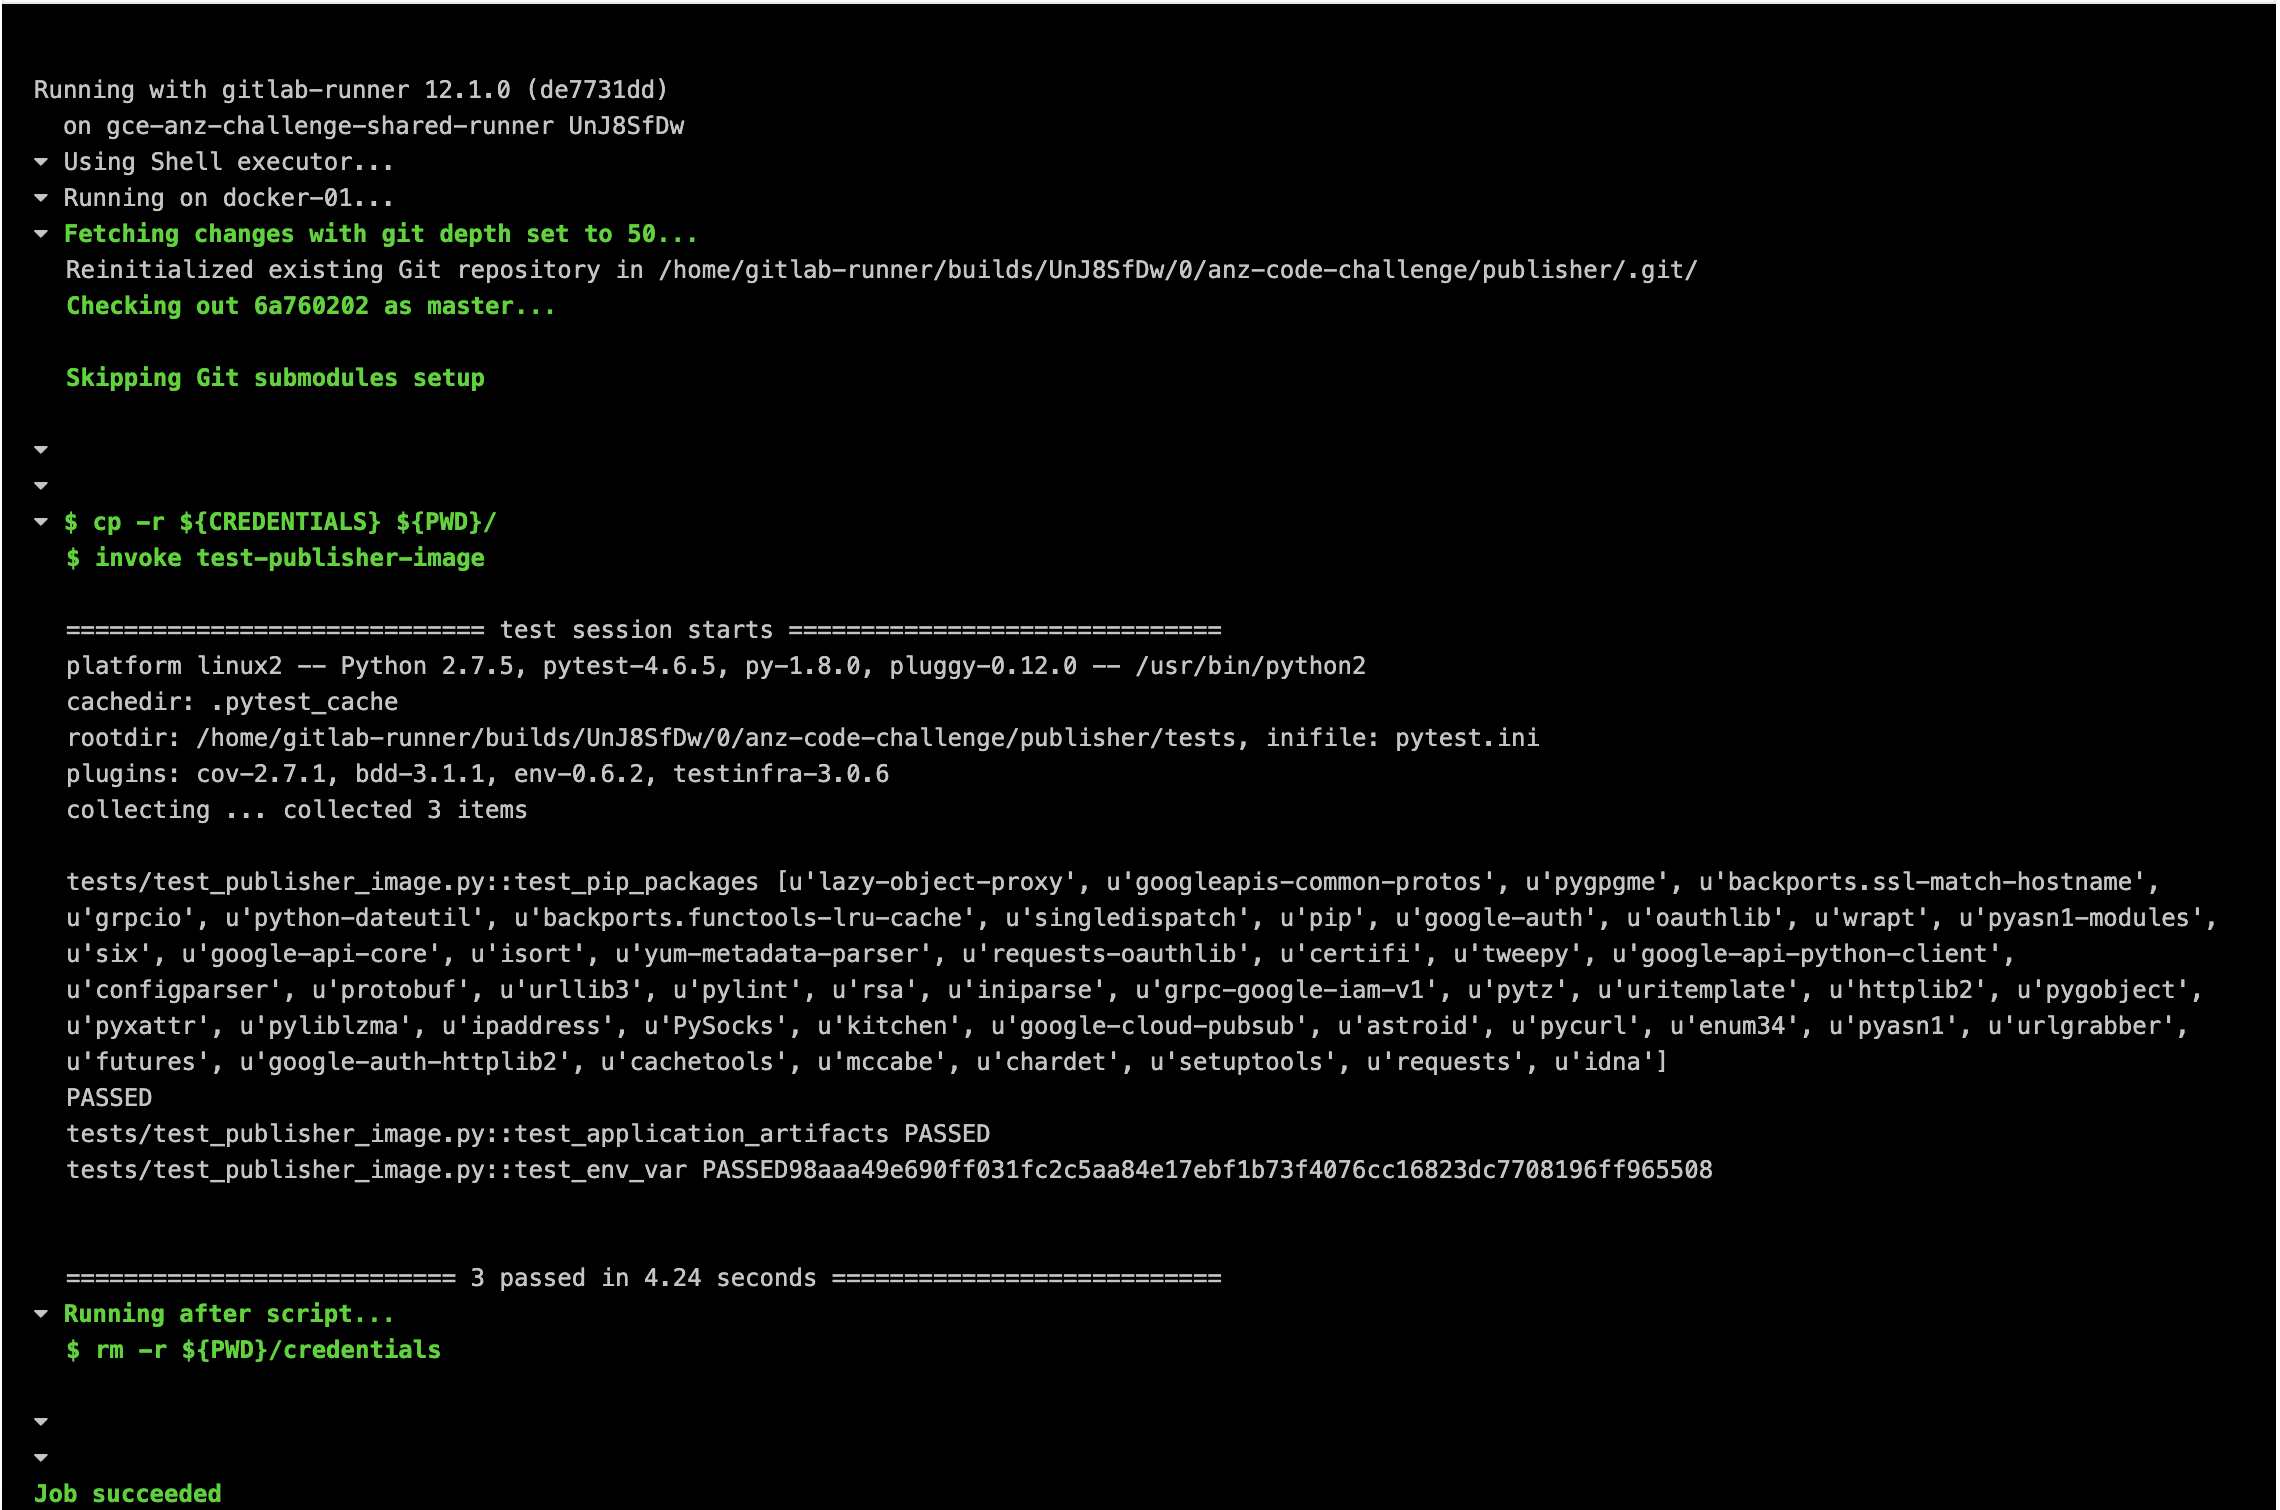 Running with gitlab-runner 12.1.0 (de7731dd)
on gce-anz-challenge-shared-runner UnJ8SfDw
Using Shell executor...
Running on docker-01...
Fetching changes with git depth set to 50...
Reinitialized existing Git repository in /home/gitlab-runner/builds/UnJ8SfDw/0/anz-code-challenge/publisher/.git/
Checking out 6a760202 as master...
Skipping Git submodules setup
$ cp -r ${CREDENTIALS} ${PWD}/
$ invoke test-publisher-image
============================= test session starts ==============================
platform linux2 -- Python 2.7.5, pytest-4.6.5, py-1.8.0, pluggy-0.12.0 -- /usr/bin/python2
cachedir: .pytest_cache
rootdir: /home/gitlab-runner/builds/UnJ8SfDw/0/anz-code-challenge/publisher/tests, inifile: pytest.ini
plugins: cov-2.7.1, bdd-3.1.1, env-0.6.2, testinfra-3.0.6
collecting ... collected 3 items
tests/test_publisher_image.py::test_pip_packages [u'lazy-object-proxy', u'googleapis-common-protos', u'pygpgme', u'backports.ssl-match-hostname',
u'grpcio', u'python-dateutil', u'backports.functools-lru-cache', u'singledispatch', u'pip', u'google-auth', u'oauthlib', u'wrapt', u'pyasn1-modules',
u'six', u'google-api-core', u'isort', u'yum-metadata-parser', u'requests-oauthlib', u'certifi', u'tweepy', u'google-api-python-client',
u'configparser', u'protobuf', u'urllib3', u'pylint', u'rsa', u'iniparse', u'grpc-google-iam-v1', u'pytz', u'uritemplate', u'httplib2', u'pygobject',
u'pyxattr', u'pyliblzma', u'ipaddress', u'PySocks', u'kitchen', u'google-cloud-pubsub', u'astroid', u'pycurl', u'enum34', u'pyasn1', u'urlgrabber',
u'futures', u'google-auth-httplib2', u'cachetools', u'mccabe', u'chardet', u'setuptools', u'requests', u'idna']
PASSED
tests/test_publisher_image.py::test_application_artifacts PASSED
tests/test_publisher_image.py::test_env_var PASSED98aaa49e690ff031fc2c5aa84e17ebf1b73f4076cc16823dc7708196ff965508
=========================== 3 passed in 4.24 seconds ===========================
Running after script...
$ rm -r ${PWD}/credentials
Job succeeded